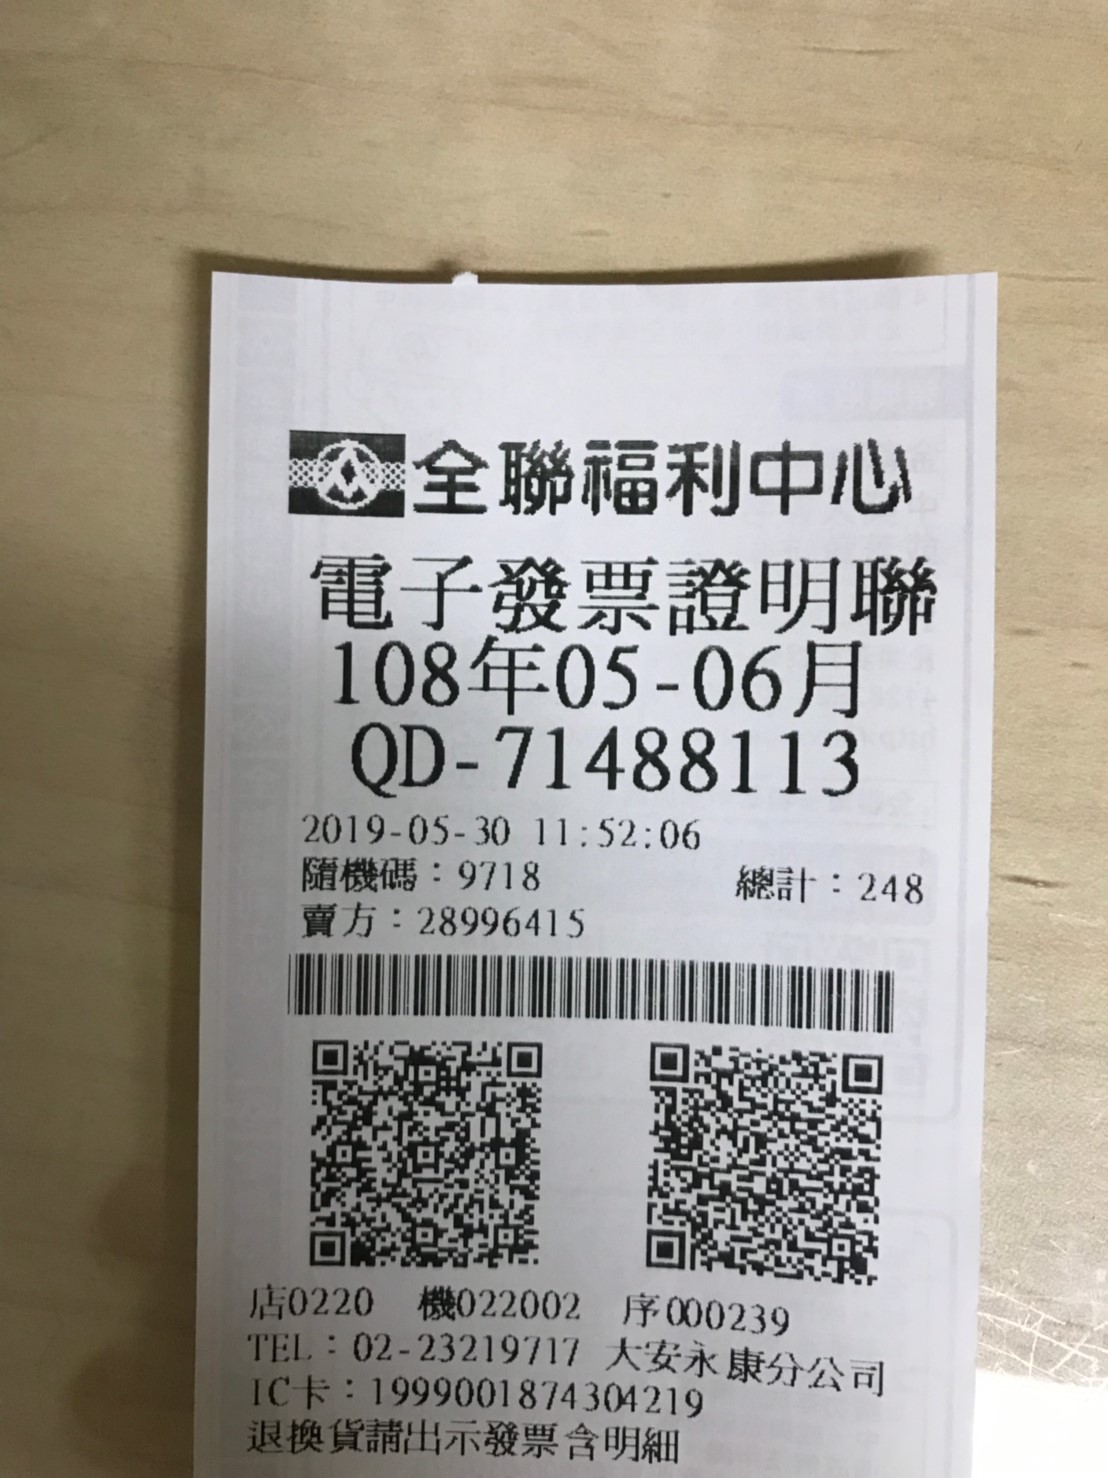 全聯福利中心
電子發票證明聯
108年05-06月
QD-71488113
2019-05-30 11:52:06
隨機碼：9718 總計：248
賣方：28996415
店0220 機022002 序000239
TEL：02-23219717 大安永康分公司
IC卡：1999001874304219
退換貨請出示發票含明細